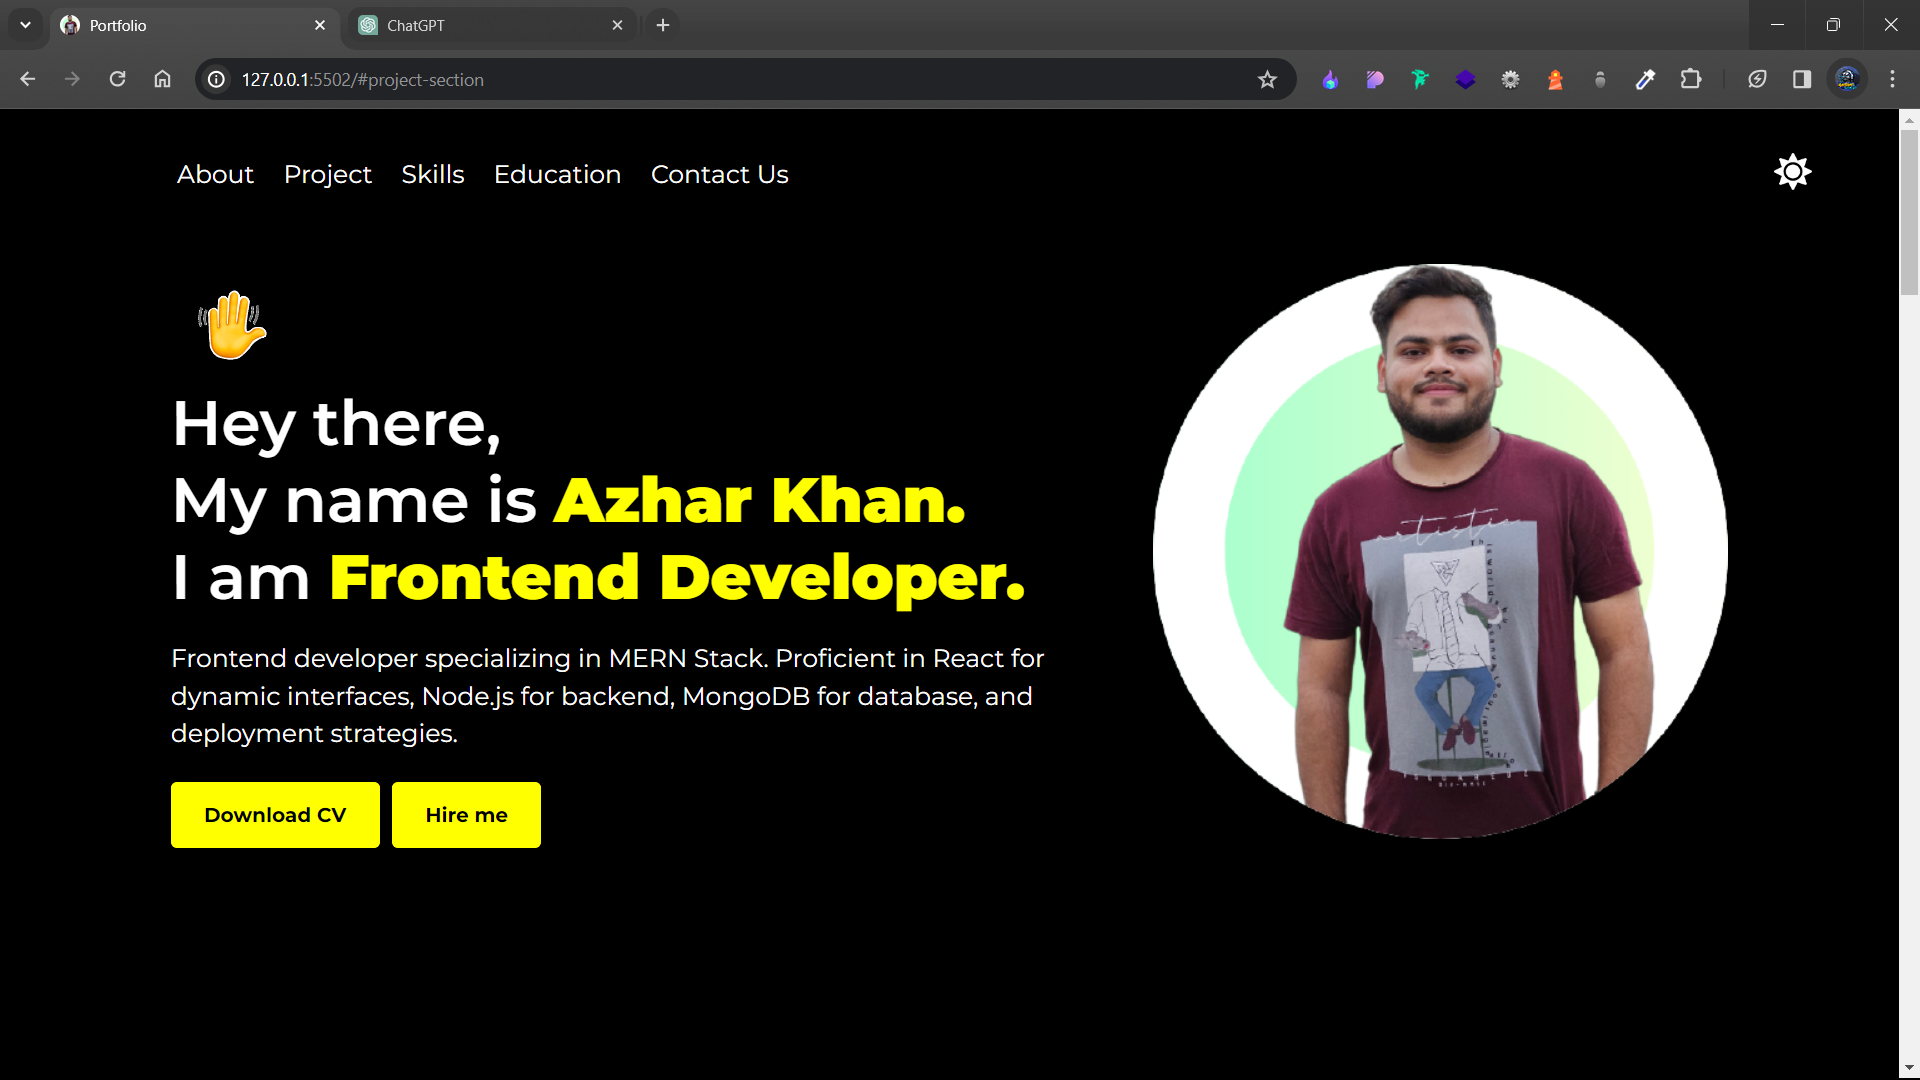 Portfolio
ChatGPT
127.0.0.1:5502/#project-section
About Project Skills Education Contact Us
Hey there,
My name is Azhar Khan.
I am Frontend Developer.
Frontend developer specializing in MERN Stack. Proficient in React for
dynamic interfaces, Node.js for backend, MongoDB for database, and
deployment strategies.
Download CV
Hire me
artistic